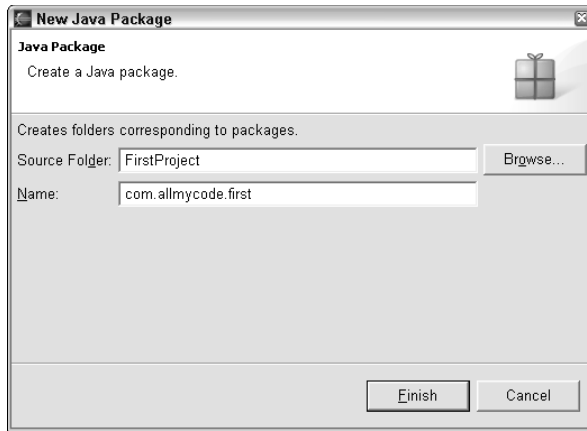 New Java Package
Java Package
Create a Java package.
Creates folders corresponding to packages.
Source Folder: FirstProject Browse...
Name: com.allmycode.first
Finish Cancel